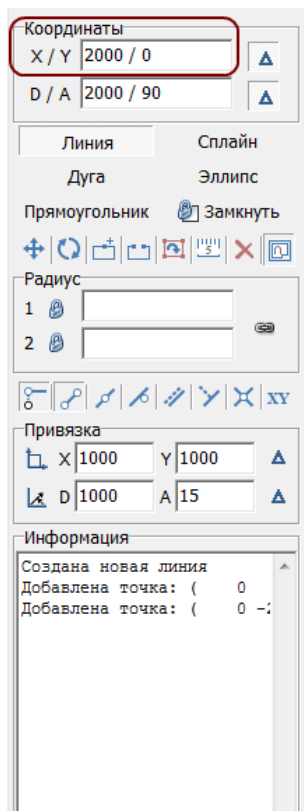 Координаты
X / Y 2000 / 0
D / A 2000 / 90
Линия Сплайн
Дуга Эллипс
Прямоугольник Замкнуть
5
Радиус
1
2
XY
Привязка
X 1000 Y 1000
D 1000 A 15
Информация
Создана новая линия
Добавлена точка: ( 0
Добавлена точка: ( 0